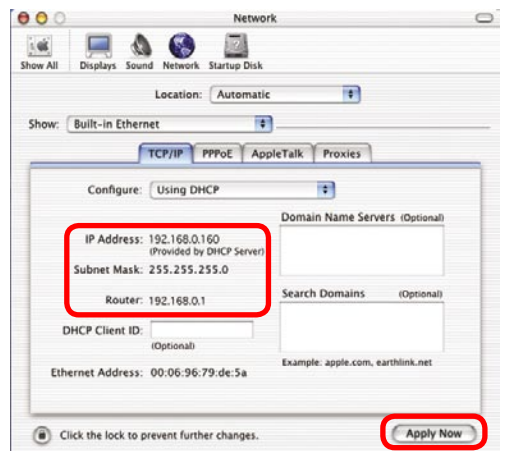 Network
Show All Displays Sound Network Startup Disk
Location: Automatic
Show: Built-in Ethernet
TCP/IP PPPoE AppleTalk Proxies
Configure: Using DHCP
Domain Name Servers (Optional)
IP Address: 192.168.0.160
(Provided by DHCP Server)
Subnet Mask: 255.255.255.0
Search Domains (Optional)
Router: 192.168.0.1
DHCP Client ID:
(Optional)
Example: apple.com, earthlink.net
Ethernet Address: 00:06:96:79:de:5a
Click the lock to prevent further changes.
Apply Now